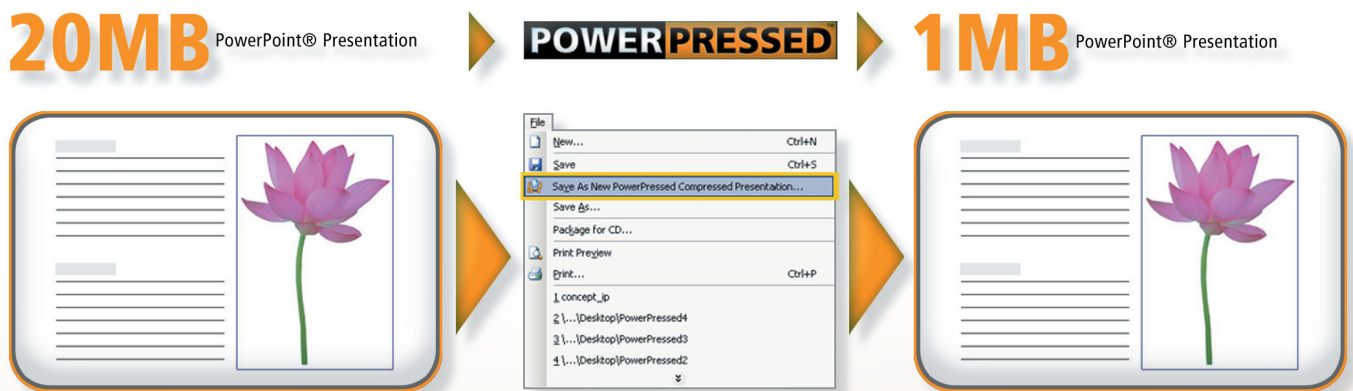 20MB PowerPoint® Presentation
POWERPRESSED™
1MB PowerPoint® Presentation
File
New... Ctrl+N
Save Ctrl+S
Save As New PowerPressed Compressed Presentation...
Save As...
Package for CD...
Print Preview
Print... Ctrl+P
1 concept_jp
2 \...\Desktop\PowerPressed4
3 \...\Desktop\PowerPressed3
4 \...\Desktop\PowerPressed2